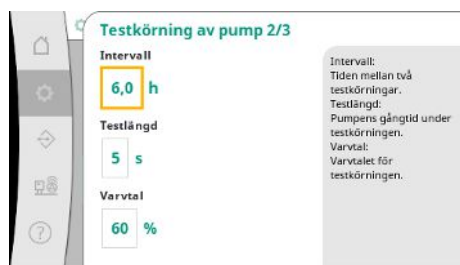 Testkörning av pump 2/3
Intervall
6,0 h
Testlängd
5 s
Varvtal
60 %
Intervall:
Tiden mellan två
testkörningar.
Testlängd:
Pumpens gångtid under
testkörningen.
Varvtal:
Varvtalet för
testkörningen.